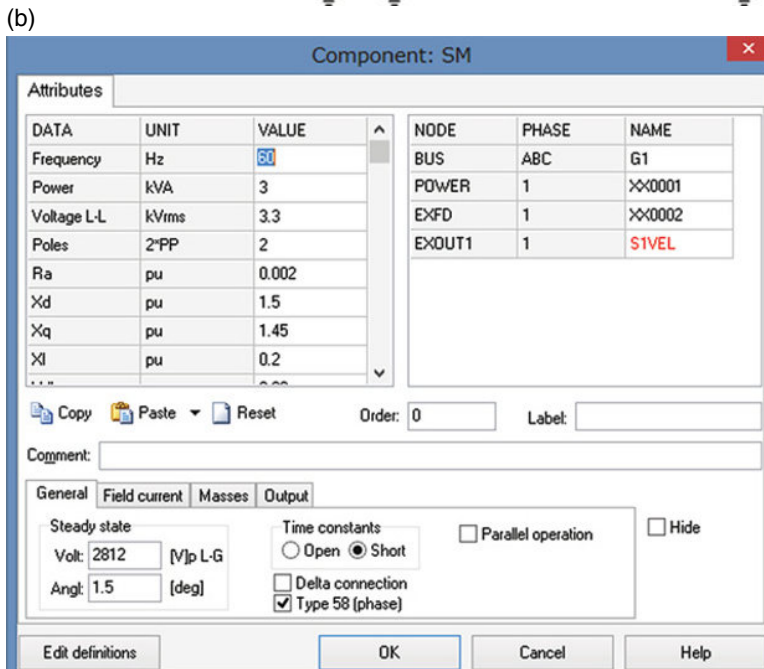 (b)
Component: SM
Attributes
DATA UNIT VALUE
Frequency Hz 60
Power kVA 3
Voltage L-L kVrms 3.3
Poles 2*PP 2
Ra pu 0.002
Xd pu 1.5
Xq pu 1.45
Xl pu 0.2
NODE PHASE NAME
BUS ABC G1
POWER 1 XX0001
EXFD 1 XX0002
EXOUT1 1 S1VEL
Copy Paste Reset Order: 0 Label:
Comment:
General Field current Masses Output
Steady state
Volt: 2812 [V]p L-G
Angl: 1.5 [deg]
Time constants
Open Short
Delta connection
Type 58 (phase)
Parallel operation
Hide
Edit definitions OK Cancel Help